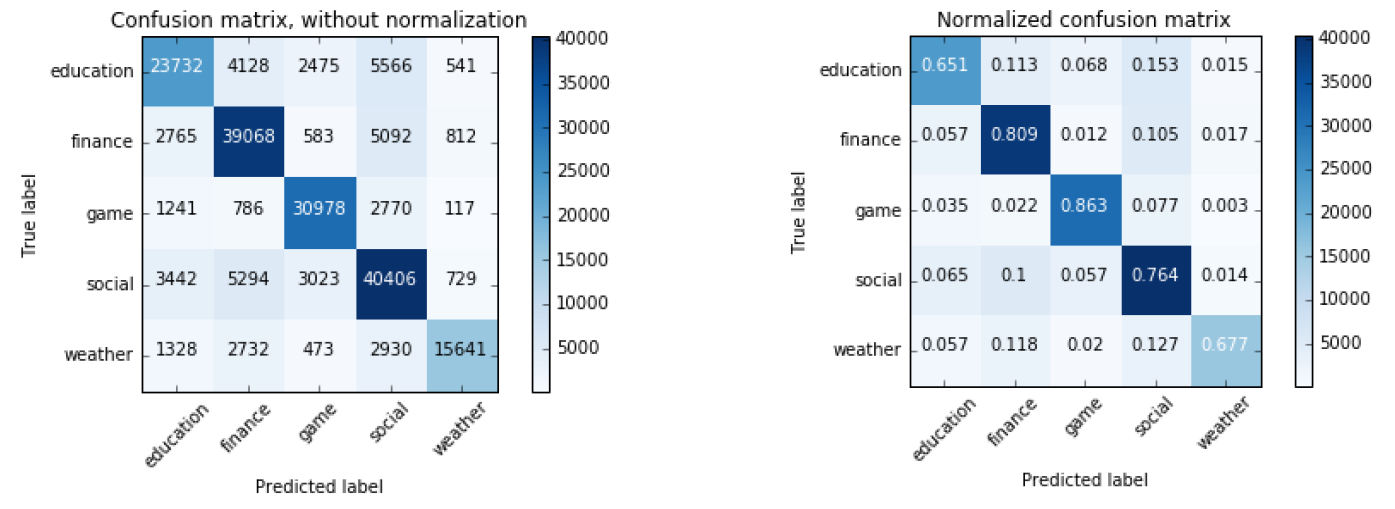 Confusion matrix, without normalization
True label
education 23732 4128 2475 5566 541
finance 2765 39068 583 5092 812
game 1241 786 30978 2770 117
social 3442 5294 3023 40406 729
weather 1328 2732 473 2930 15641
education finance game social weather
Predicted label
40000
35000
30000
25000
20000
15000
10000
5000
Normalized confusion matrix
True label
education 0.651 0.113 0.068 0.153 0.015
finance 0.057 0.809 0.012 0.105 0.017
game 0.035 0.022 0.863 0.077 0.003
social 0.065 0.1 0.057 0.764 0.014
weather 0.057 0.118 0.02 0.127 0.677
education finance game social weather
Predicted label
40000
35000
30000
25000
20000
15000
10000
5000